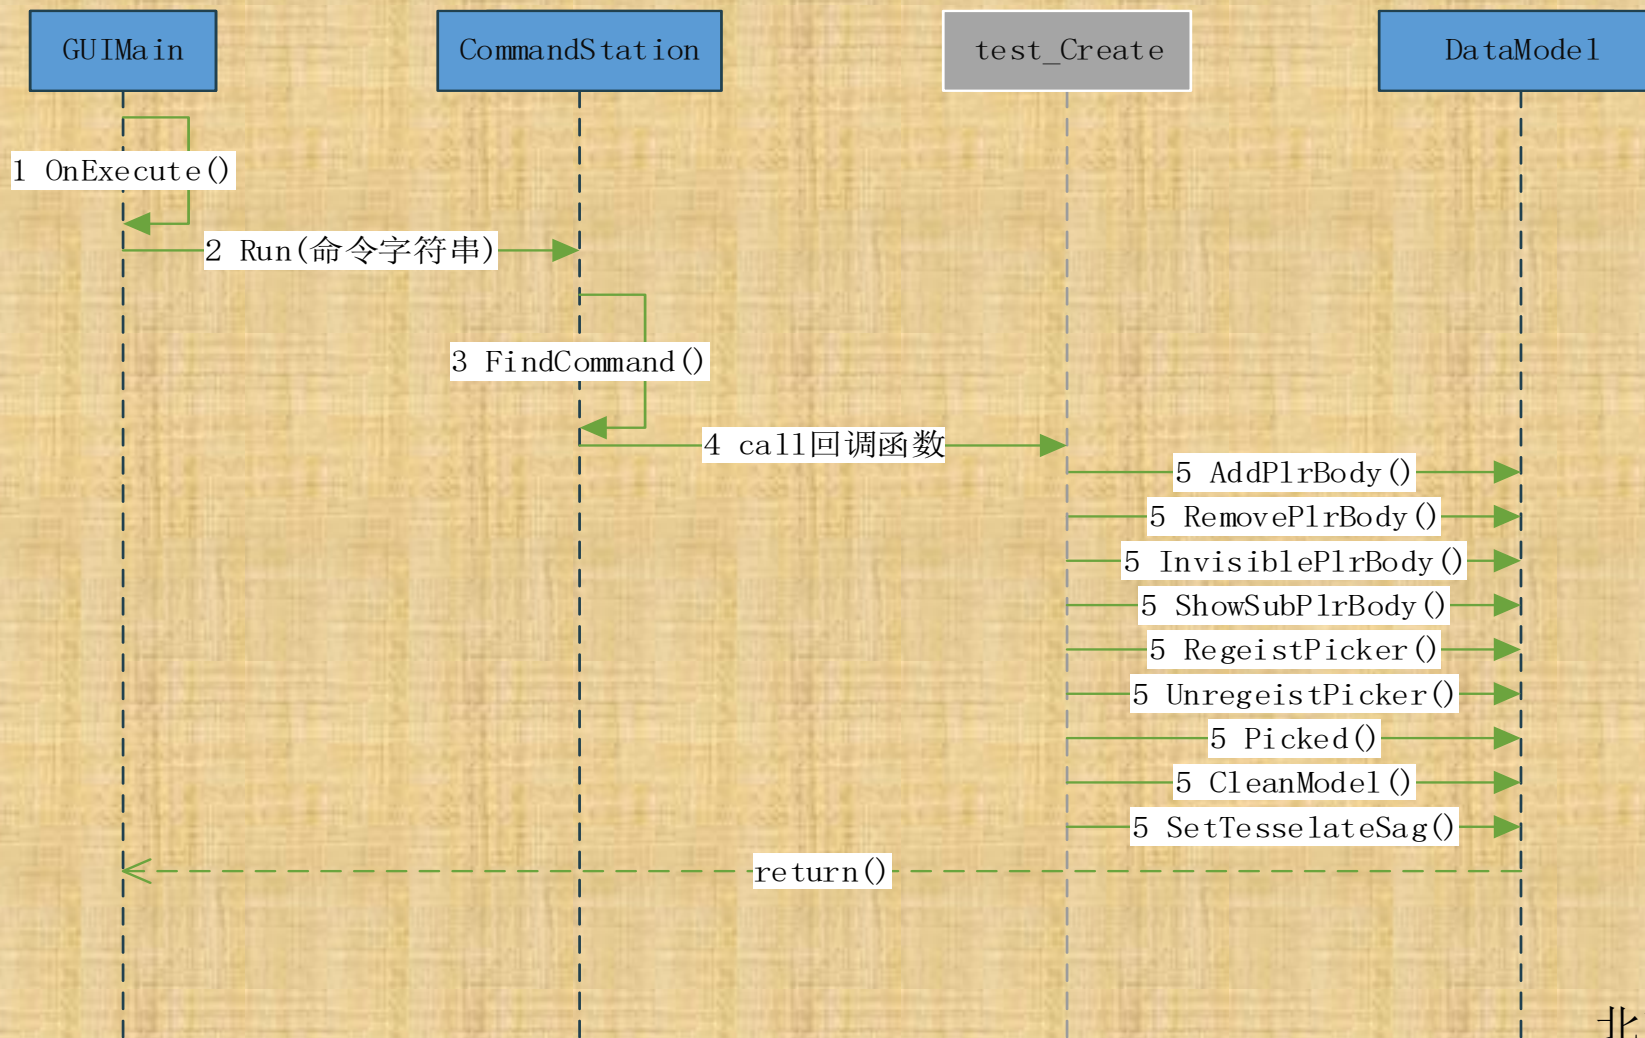 GUIMain
CommandStation
test_Create
DataModel
1 OnExecute()
2 Run(命令字符串)
3 FindCommand()
4 call回调函数
5 AddPlrBody()
5 RemovePlrBody()
5 InvisiblePlrBody()
5 ShowSubPlrBody()
5 RegeistPicker()
5 UnregeistPicker()
5 Picked()
5 CleanModel()
5 SetTesselateSag()
return()
北